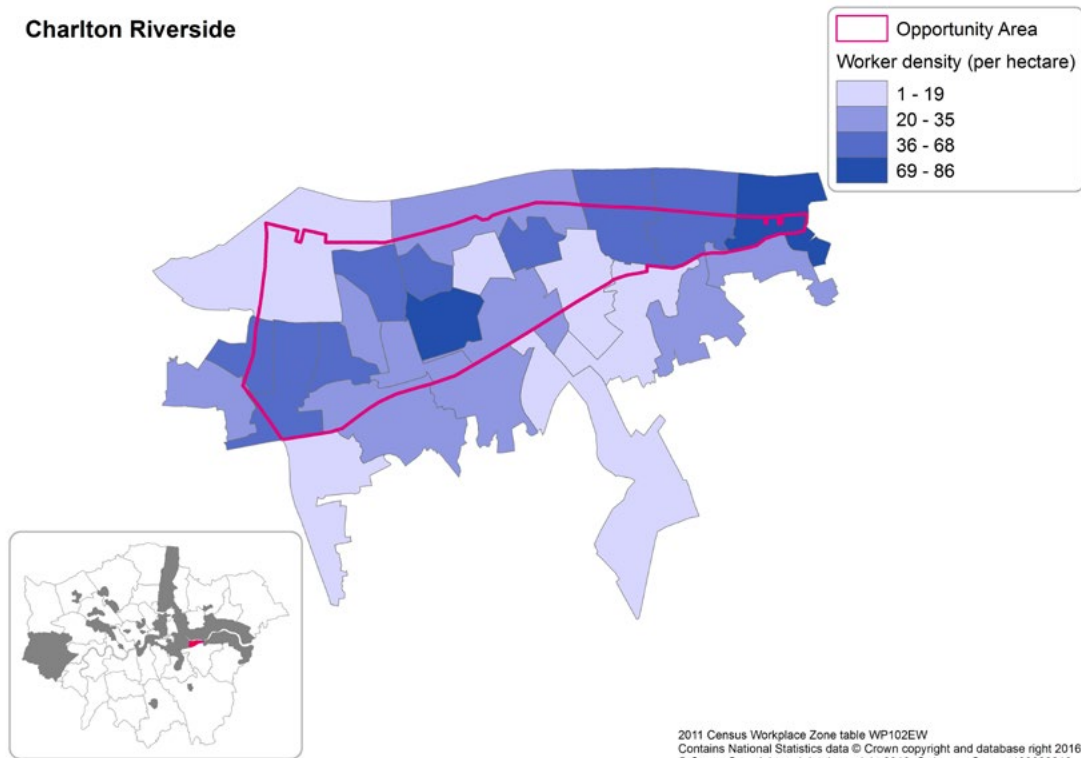 Charlton Riverside
Opportunity Area
Worker density (per hectare)
1 - 19
20 - 35
36 - 68
69 - 86
2011 Census Workplace Zone table WP102EW
Contains National Statistics data © Crown copyright and database right 2016